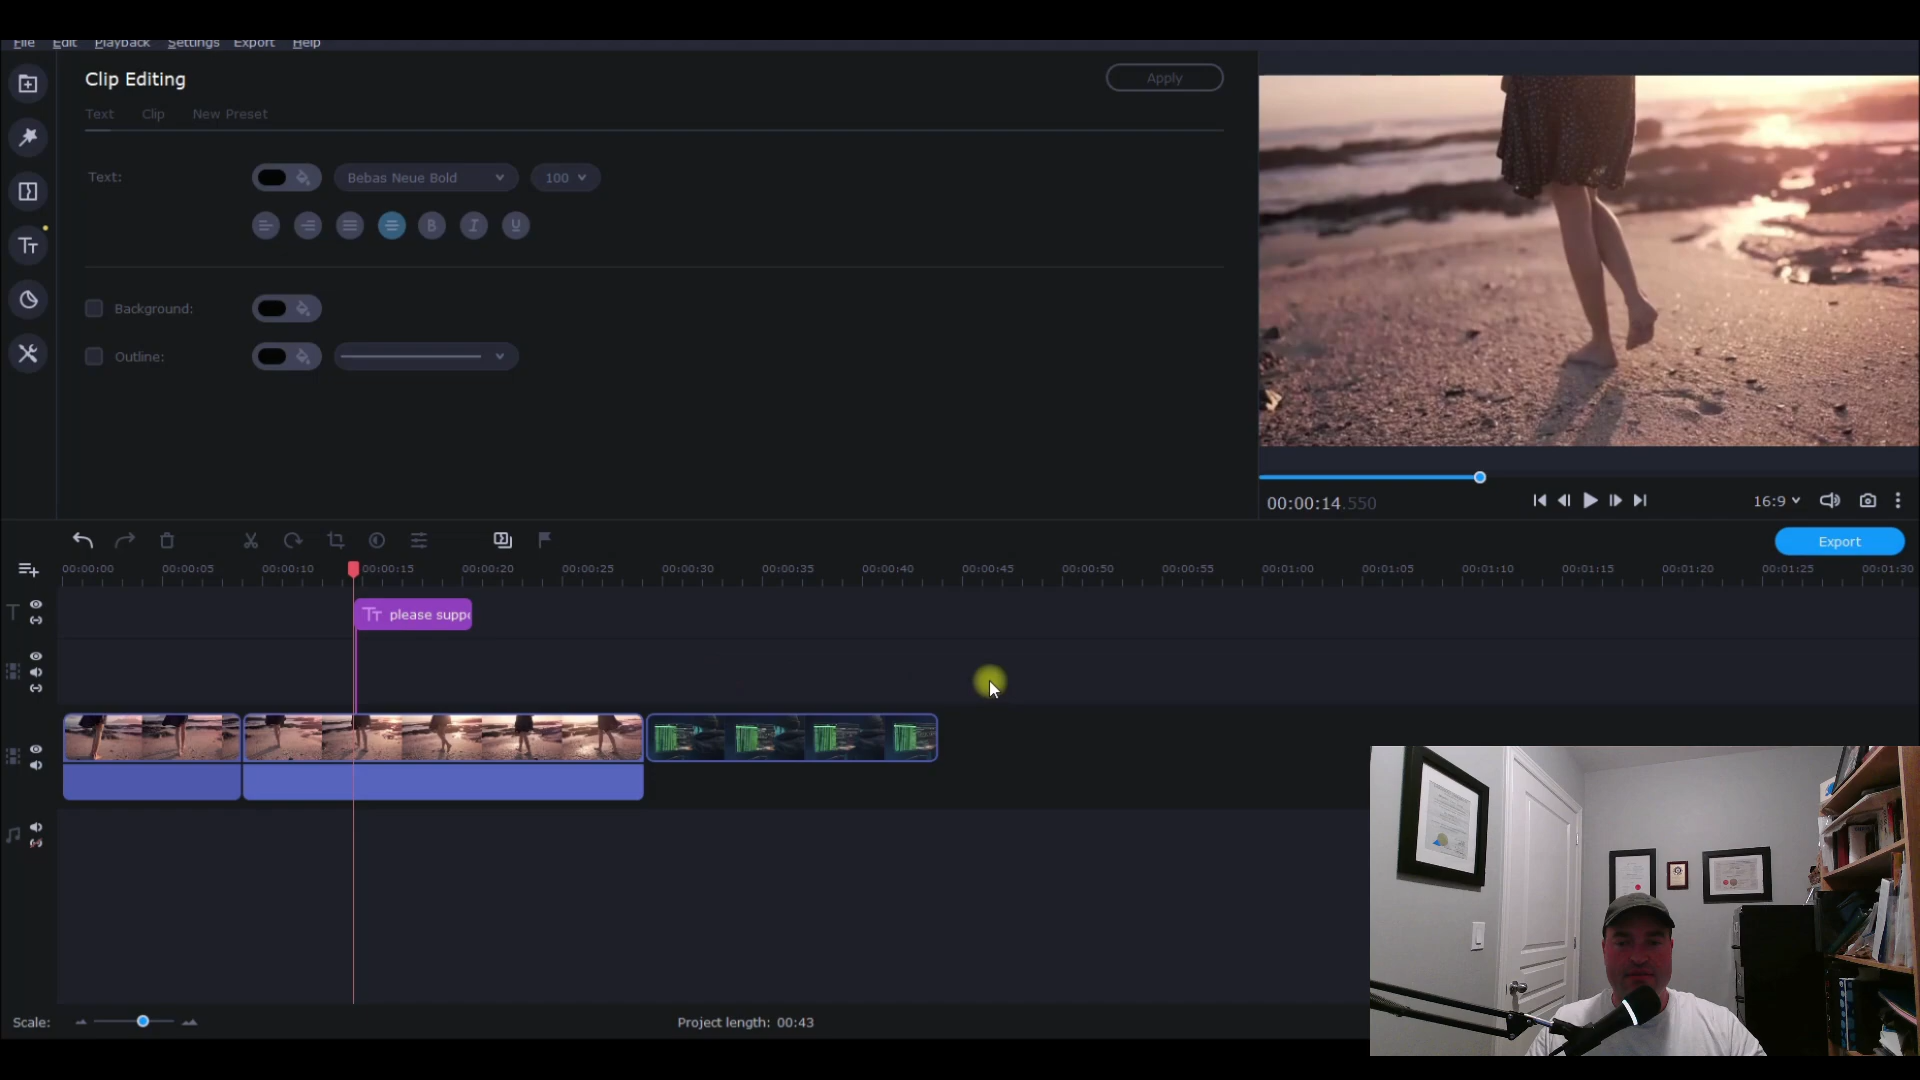 File Edit Playback Settings Export Help
Clip Editing
Apply
Text Clip New Preset
Text:
Bebas Neue Bold
100
B I U
Background:
Outline:
00:00:14.550
16:9
Export
00:00:00 00:00:05 00:00:10 00:00:15 00:00:20 00:00:25 00:00:30 00:00:35 00:00:40 00:00:45 00:00:50 00:00:55 00:01:00 00:01:05 00:01:10 00:01:15 00:01:20 00:01:25 00:01:30
T
Tт please suppo
Scale:
Project length: 00:43